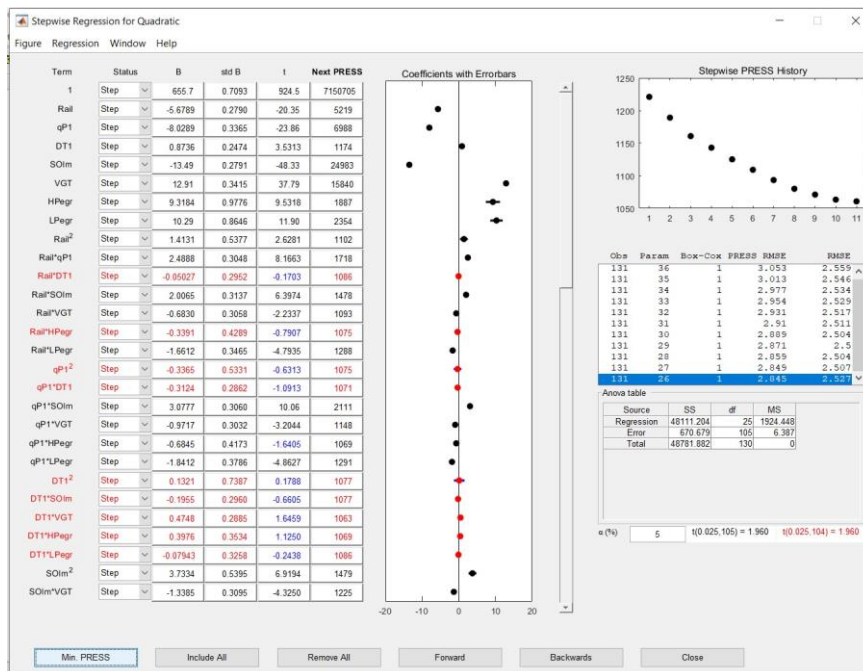 Stepwise Regression for Quadratic
Figure Regression Window Help
Term Status B std B t Next PRESS
1 Step 655.7 0.7093 924.5 7150705
Rail Step -5.6789 0.2790 -20.35 5219
qP1 Step -8.0289 0.3365 -23.86 6988
DT1 Step 0.8736 0.2474 3.5313 1174
SOIm Step -13.49 0.2791 -48.33 24983
VGT Step 12.91 0.3415 37.79 15840
HPegr Step 9.3184 0.9776 9.5318 1887
LPegr Step 10.29 0.8646 11.90 2354
Rail² Step 1.4131 0.5377 2.6281 1102
Rail*qP1 Step 2.4888 0.3048 8.1663 1718
Rail*DT1 Step -0.05027 0.2952 -0.1703 1086
Rail*SOIm Step 2.0065 0.3137 6.3974 1478
Rail*VGT Step -0.6830 0.3058 -2.2337 1093
Rail*HPegr Step -0.3391 0.4289 -0.7907 1075
Rail*LPegr Step -1.6612 0.3465 -4.7935 1288
qP1² Step -0.3365 0.5331 -0.6313 1075
qP1*DT1 Step -0.3124 0.2862 -1.0913 1071
qP1*SOIm Step 3.0777 0.3060 10.06 2111
qP1*VGT Step -0.9717 0.3032 -3.2044 1148
qP1*HPegr Step -0.6845 0.4173 -1.6405 1069
qP1*LPegr Step -1.8412 0.3786 -4.8627 1291
DT1² Step 0.1321 0.7387 0.1788 1077
DT1*SOIm Step -0.1955 0.2960 -0.6605 1077
DT1*VGT Step 0.4748 0.2885 1.6459 1063
DT1*HPegr Step 0.3976 0.3534 1.1250 1069
DT1*LPegr Step -0.07943 0.3258 -0.2438 1086
SOIm² Step 3.7334 0.5395 6.9194 1479
SOIm*VGT Step -1.3385 0.3095 -4.3250 1225
Coefficients with Errorbars
-20 -10 0 10 20
Stepwise PRESS History
1250
1200
1150
1100
1050
1 2 3 4 5 6 7 8 9 10 11
Obs Param Box-Cox PRESS RMSE RMSE
131 36 1 3.053 2.559
131 35 1 3.013 2.546
131 34 1 2.977 2.534
131 33 1 2.954 2.529
131 32 1 2.931 2.517
131 31 1 2.91 2.511
131 30 1 2.889 2.504
131 29 1 2.871 2.5
131 28 1 2.859 2.504
131 27 1 2.849 2.507
131 26 1 2.845 2.527
Anova table
Source SS df MS
Regression 48111.204 25 1924.448
Error 670.679 105 6.387
Total 48781.882 130 0
α (%) 5 t(0.025,105) = 1.960 t(0.025,104) = 1.960
Min. PRESS Include All Remove All Forward Backwards Close